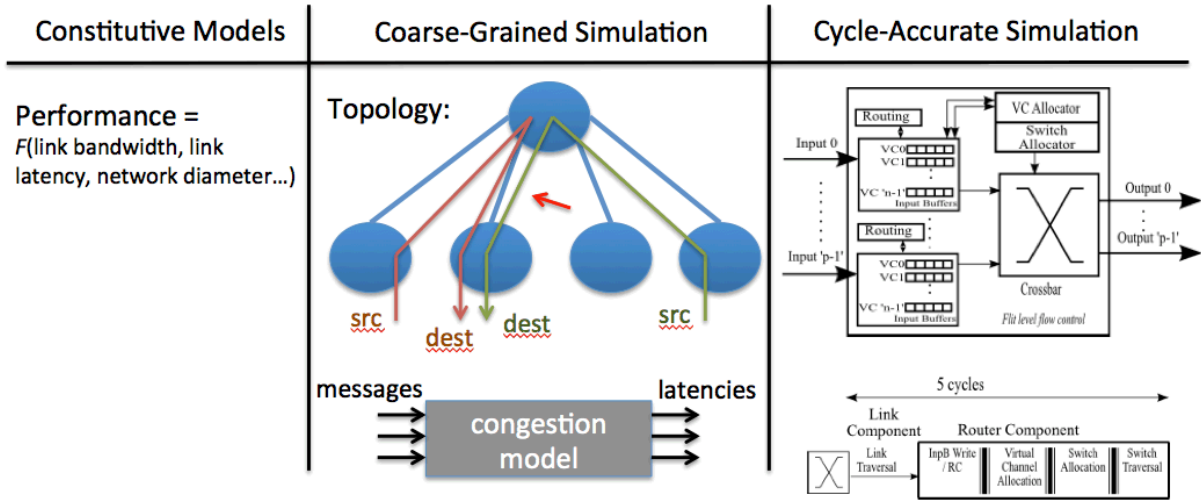 Constitutive Models
Performance =
F(link bandwidth, link
latency, network diameter…)
Coarse-Grained Simulation
Topology:
src
dest
dest
src
messages
latencies
congestion
model
Cycle-Accurate Simulation
Routing
VC Allocator
Switch
Allocator
Input 0
VC0
VC1
VC 'n-1'
Input Buffers
Routing
Input 'p-1'
VC0
VC1
VC 'n-1'
Input Buffers
Output 0
Output 'p-1'
Crossbar
Flit level flow control
5 cycles
Link
Component
Router Component
Link
Traversal
InpB Write
/ RC
Virtual
Channel
Allocation
Switch
Allocation
Switch
Traversal